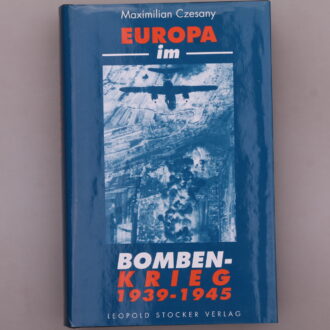 Maximilian Czesany
EUROPA
im
BOMBEN-
KRIEG
1939-1945
LEOPOLD STOCKER VERLAG